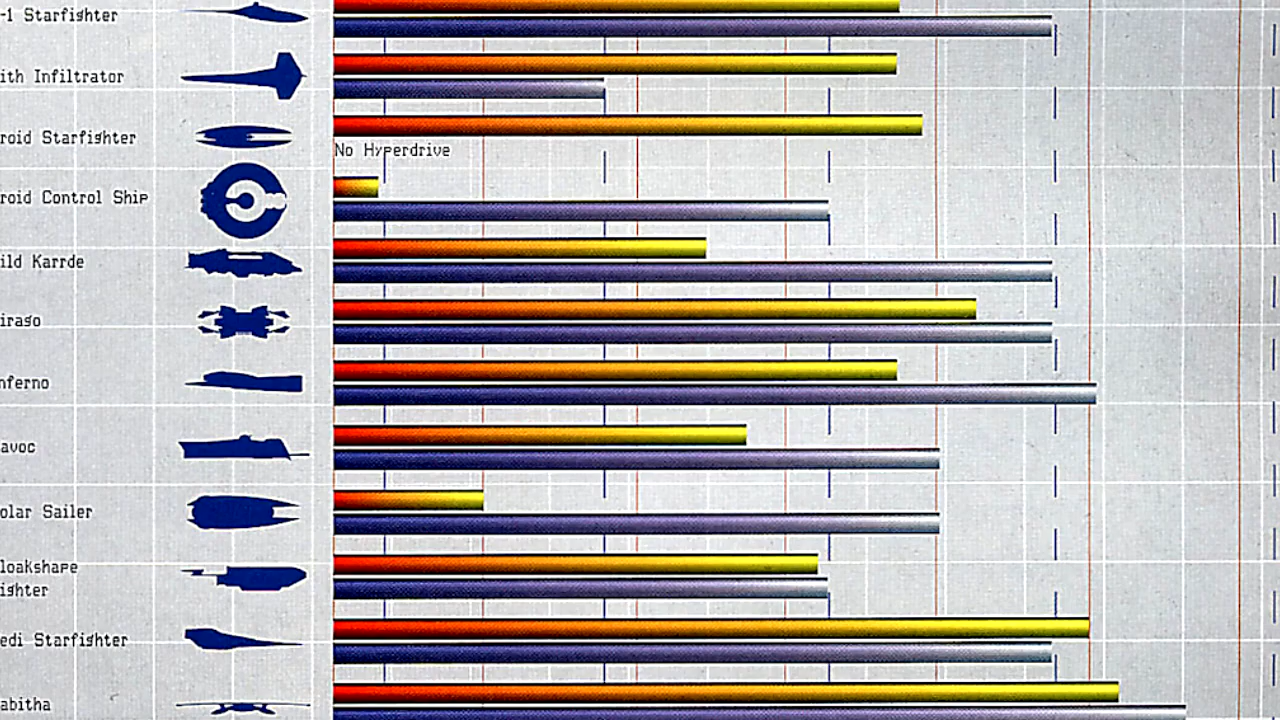 -1 Starfighter
ith Infiltrator
roid Starfighter
No Hyperdrive
roid Control Ship
ild Karrde
irago
nferno
avoc
olar Sailer
loakshape
ighter
edi Starfighter
abitha